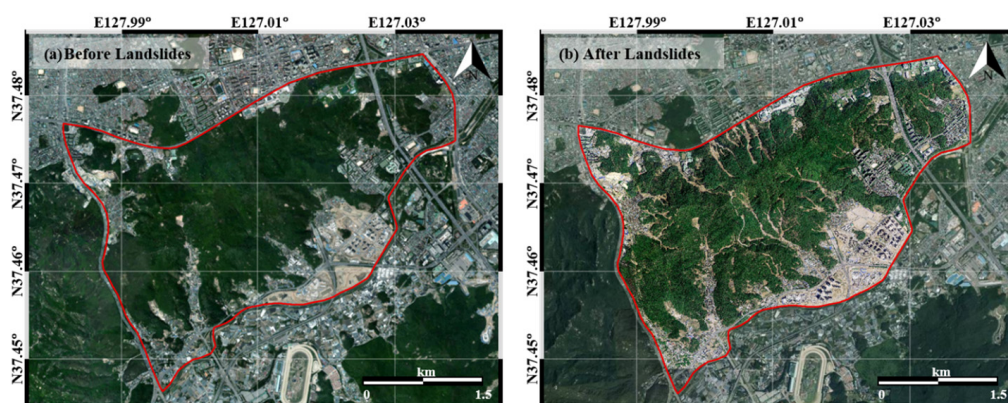 E127.99°
E127.01°
E127.03°
(a) Before Landslides
N37.48°
N37.47°
N37.46°
N37.45°
km
0
1.5
E127.99°
E127.01°
E127.03°
(b) After Landslides
N
N37.48°
N37.47°
N37.46°
N37.45°
km
0
1.5